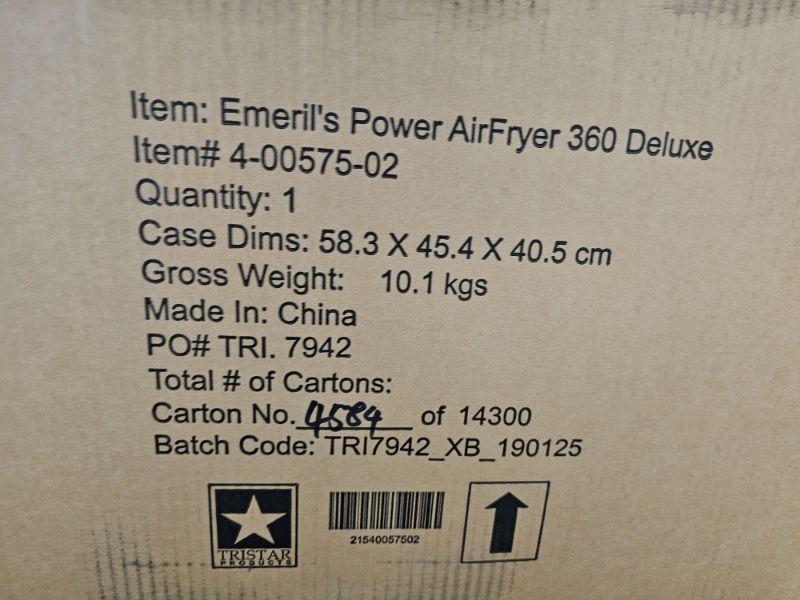 Item: Emeril's Power AirFryer 360 Deluxe
Item# 4-00575-02
Quantity: 1
Case Dims: 58.3 X 45.4 X 40.5 cm
Gross Weight: 10.1 kgs
Made In: China
PO# TRI. 7942
Total # of Cartons:
Carton No. 4584 of 14300
Batch Code: TRI7942_XB_190125
TRISTAR
PRODUCTS
21540057502